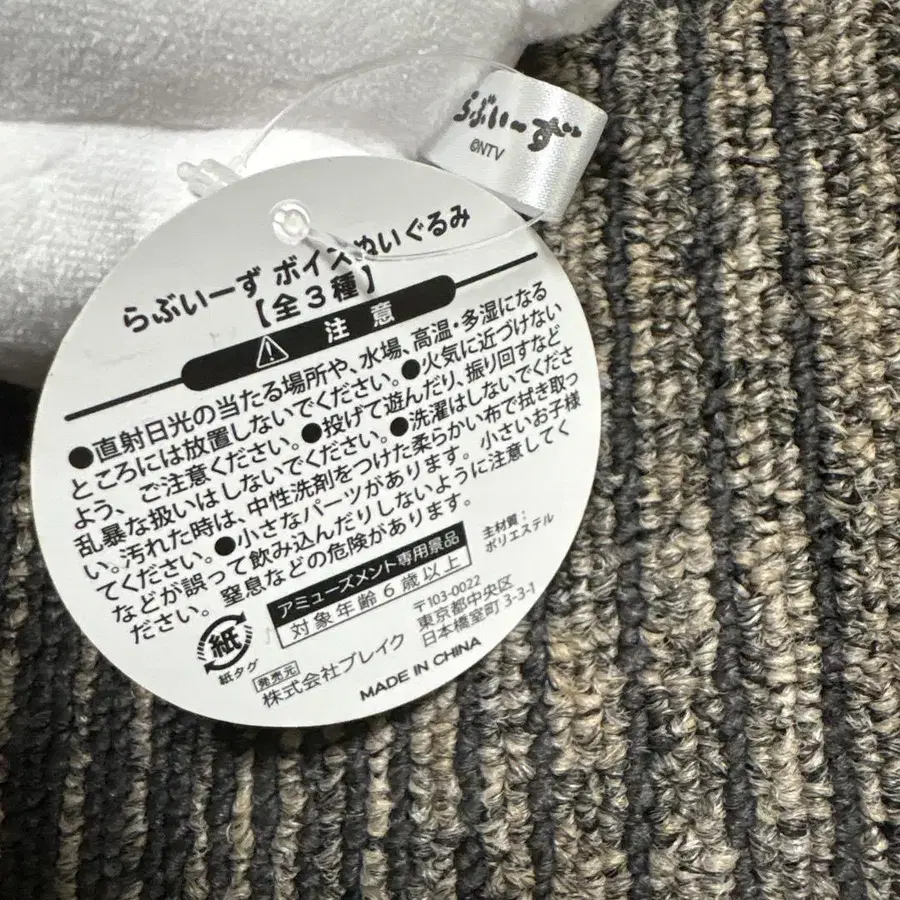 らぶいーず
©NTV
らぶいーず ボイスぬいぐるみ
【全3種】
注意
●直射日光の当たる場所や、水場、高温・多湿になる
ところには放置しないでください。●火気に近づけない
よう、ご注意ください。●投げて遊んだり、振り回すなど
乱暴な扱いはしないでください。●洗濯はしないでくださ
い。汚れた時は、中性洗剤をつけた柔らかい布で拭き取っ
てください。●小さなパーツがあります。小さいお子様
などが誤って飲み込んだりしないように注意してく
ださい。窒息などの危険があります。
主材質：
ポリエステル
アミューズメント専用景品
対象年齢6歳以上
紙
紙タグ
発売元
株式会社ブレイク
〒103-0022
東京都中央区
日本橋室町3-3-1
MADE IN CHINA